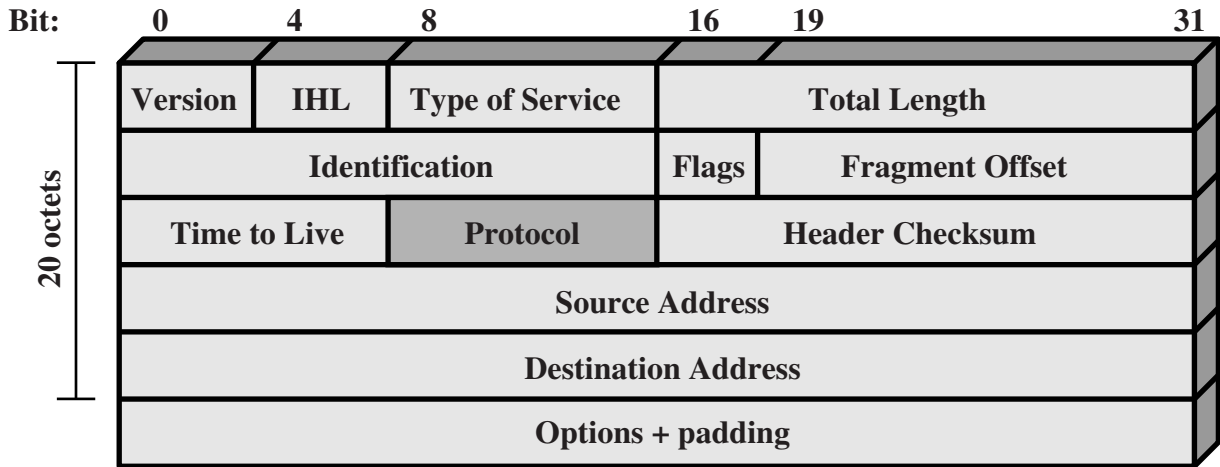 Bit: 0 4 8 16 19 31
Version IHL Type of Service Total Length
Identification Flags Fragment Offset
Time to Live Protocol Header Checksum
Source Address
Destination Address
Options + padding
20 octets